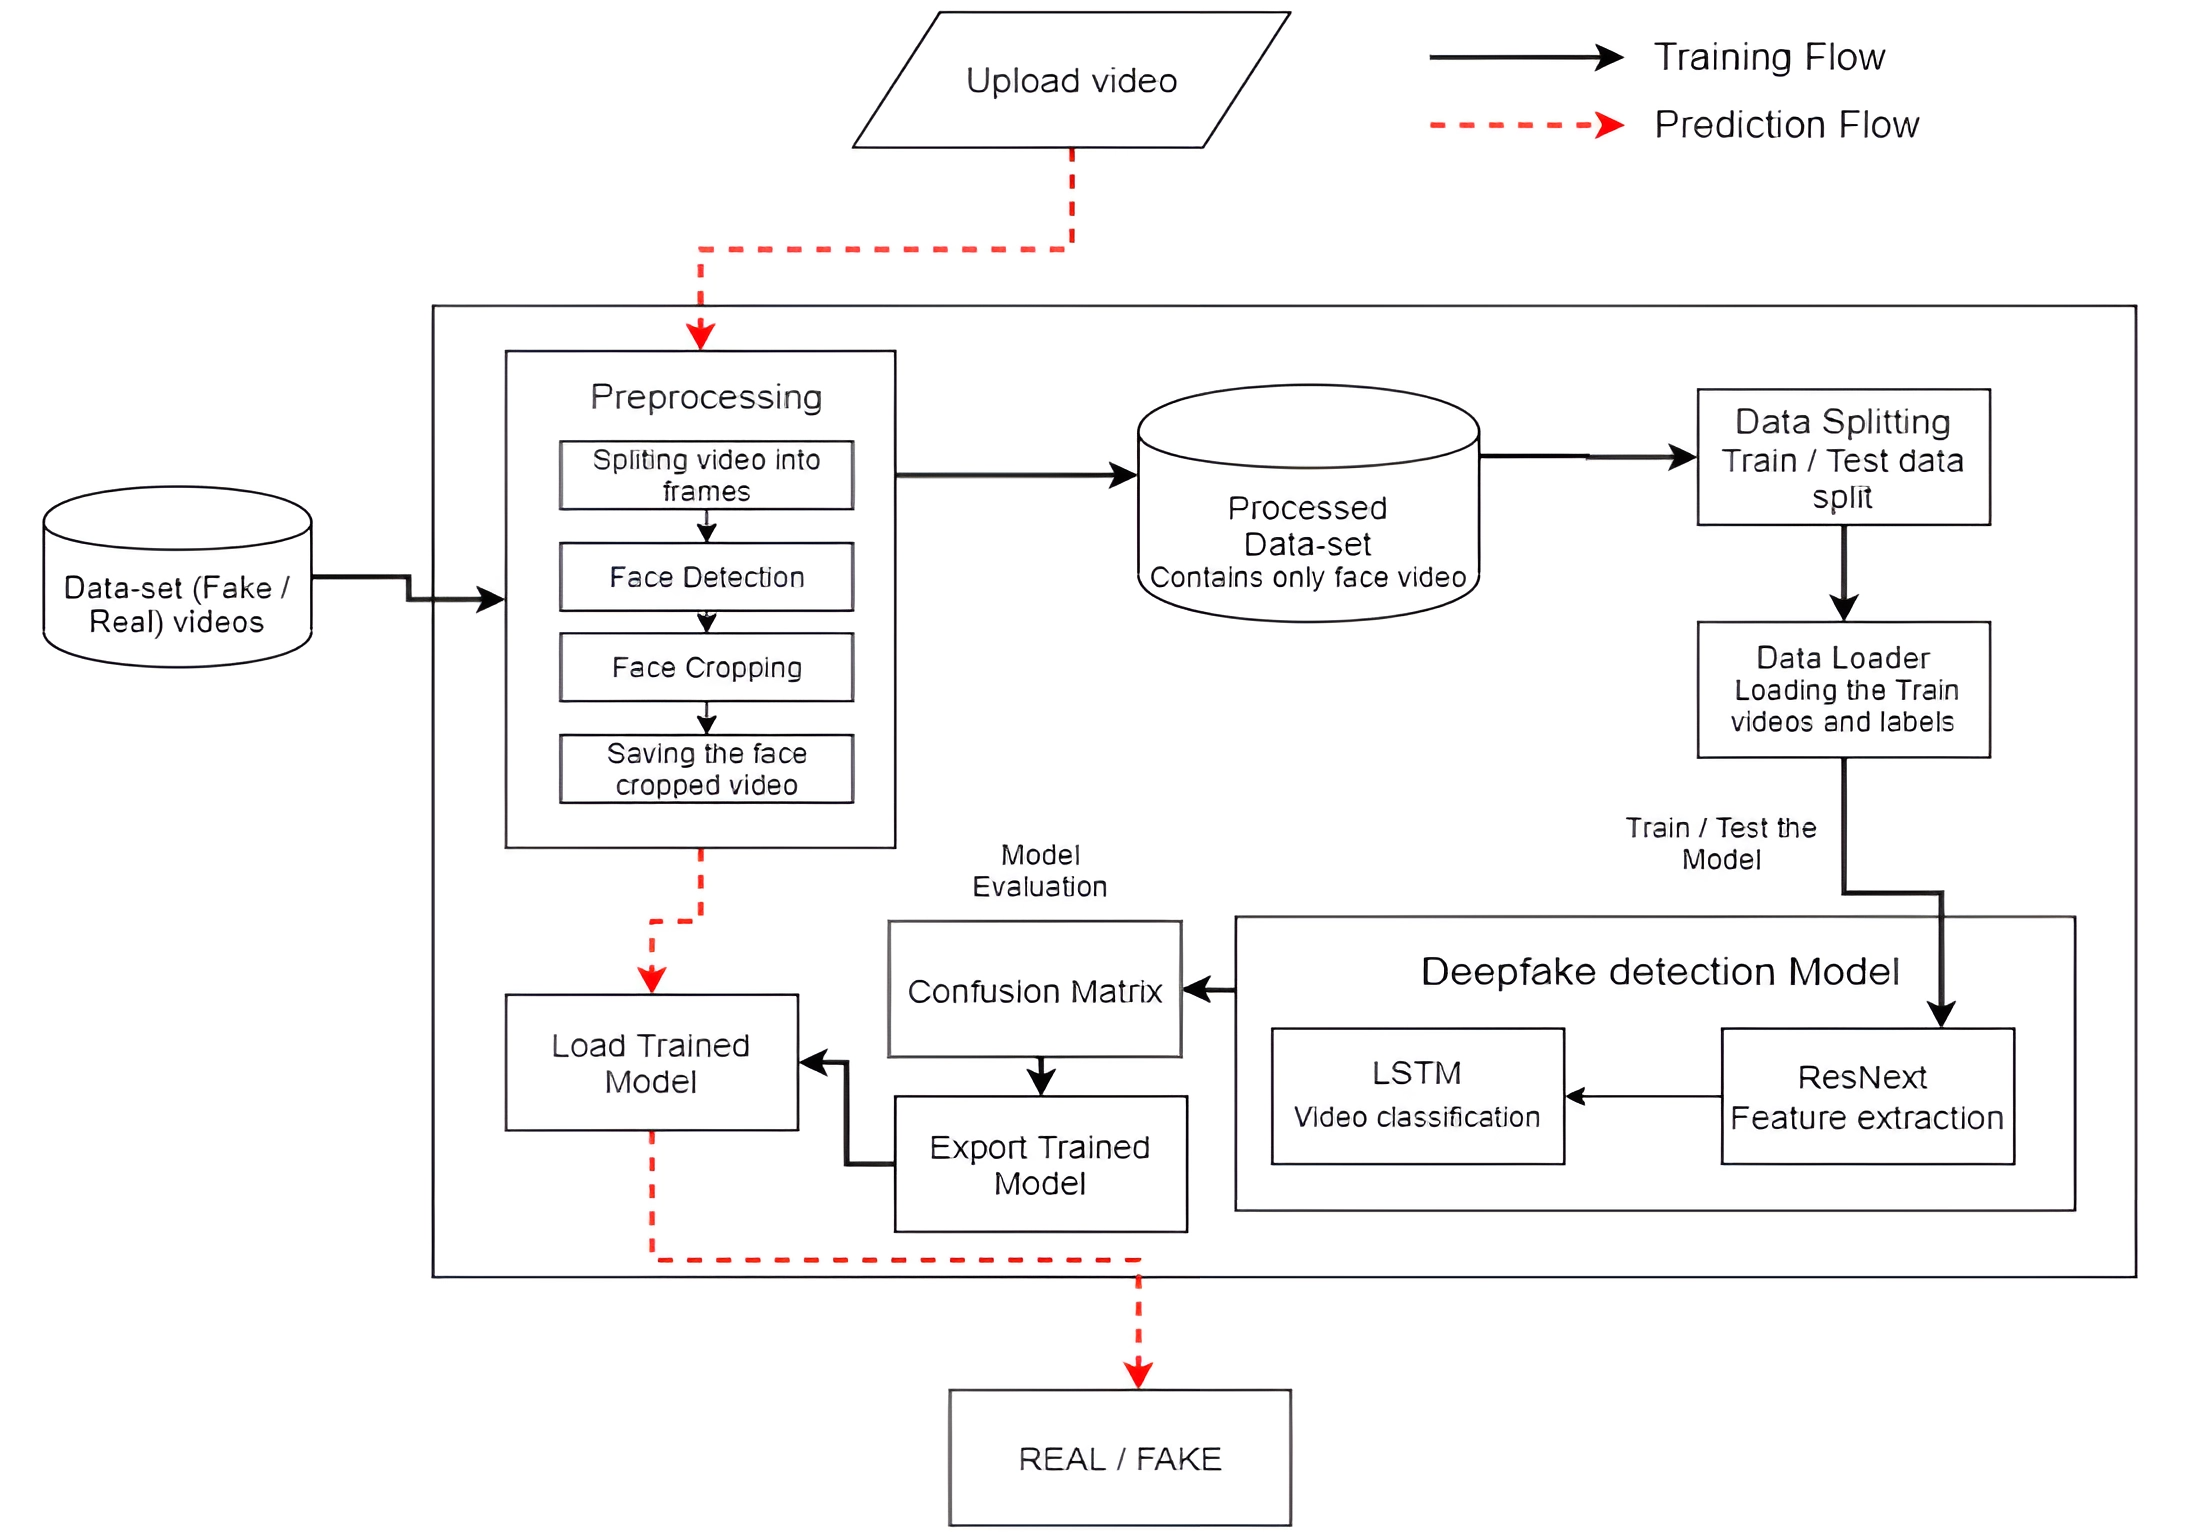 Upload video
Training Flow
Prediction Flow
Preprocessing
Spliting video into
frames
Face Detection
Face Cropping
Saving the face
cropped video
Data-set (Fake /
Real) videos
Processed
Data-set
Contains only face video
Data Splitting
Train / Test data
split
Data Loader
Loading the Train
videos and labels
Train / Test the
Model
Model
Evaluation
Confusion Matrix
Deepfake detection Model
LSTM
Video classification
ResNext
Feature extraction
Load Trained
Model
Export Trained
Model
REAL / FAKE